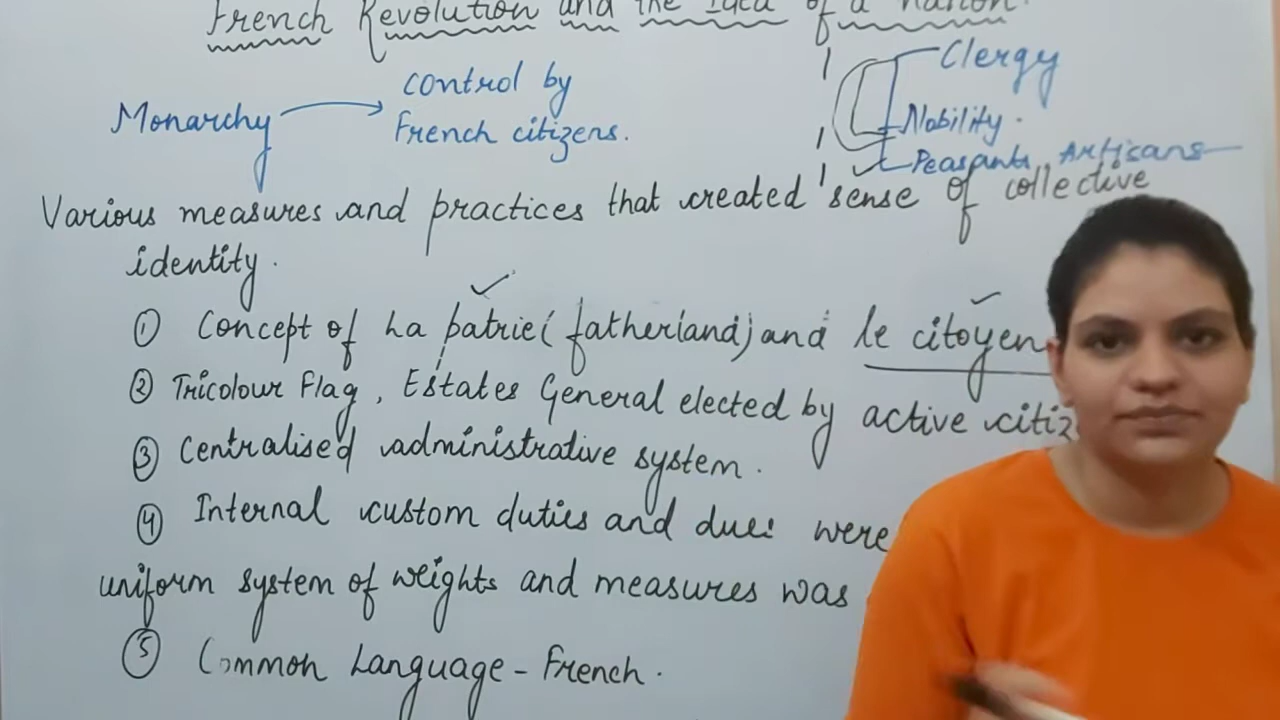 French Revolution and the Idea of a nation.
Monarchy → control by
French citizens.
1 Clergy
1 Nobility.
1 Peasants, Artisans
Various measures and practices that created sense of collective
identity.
① Concept of La patrie (fatherland) and le citoyen
② Tricolour Flag, Estates General elected by active citiz
③ Centralised administrative system.
④ Internal custom duties and dues were
uniform system of weights and measures was
⑤ Common Language - French.